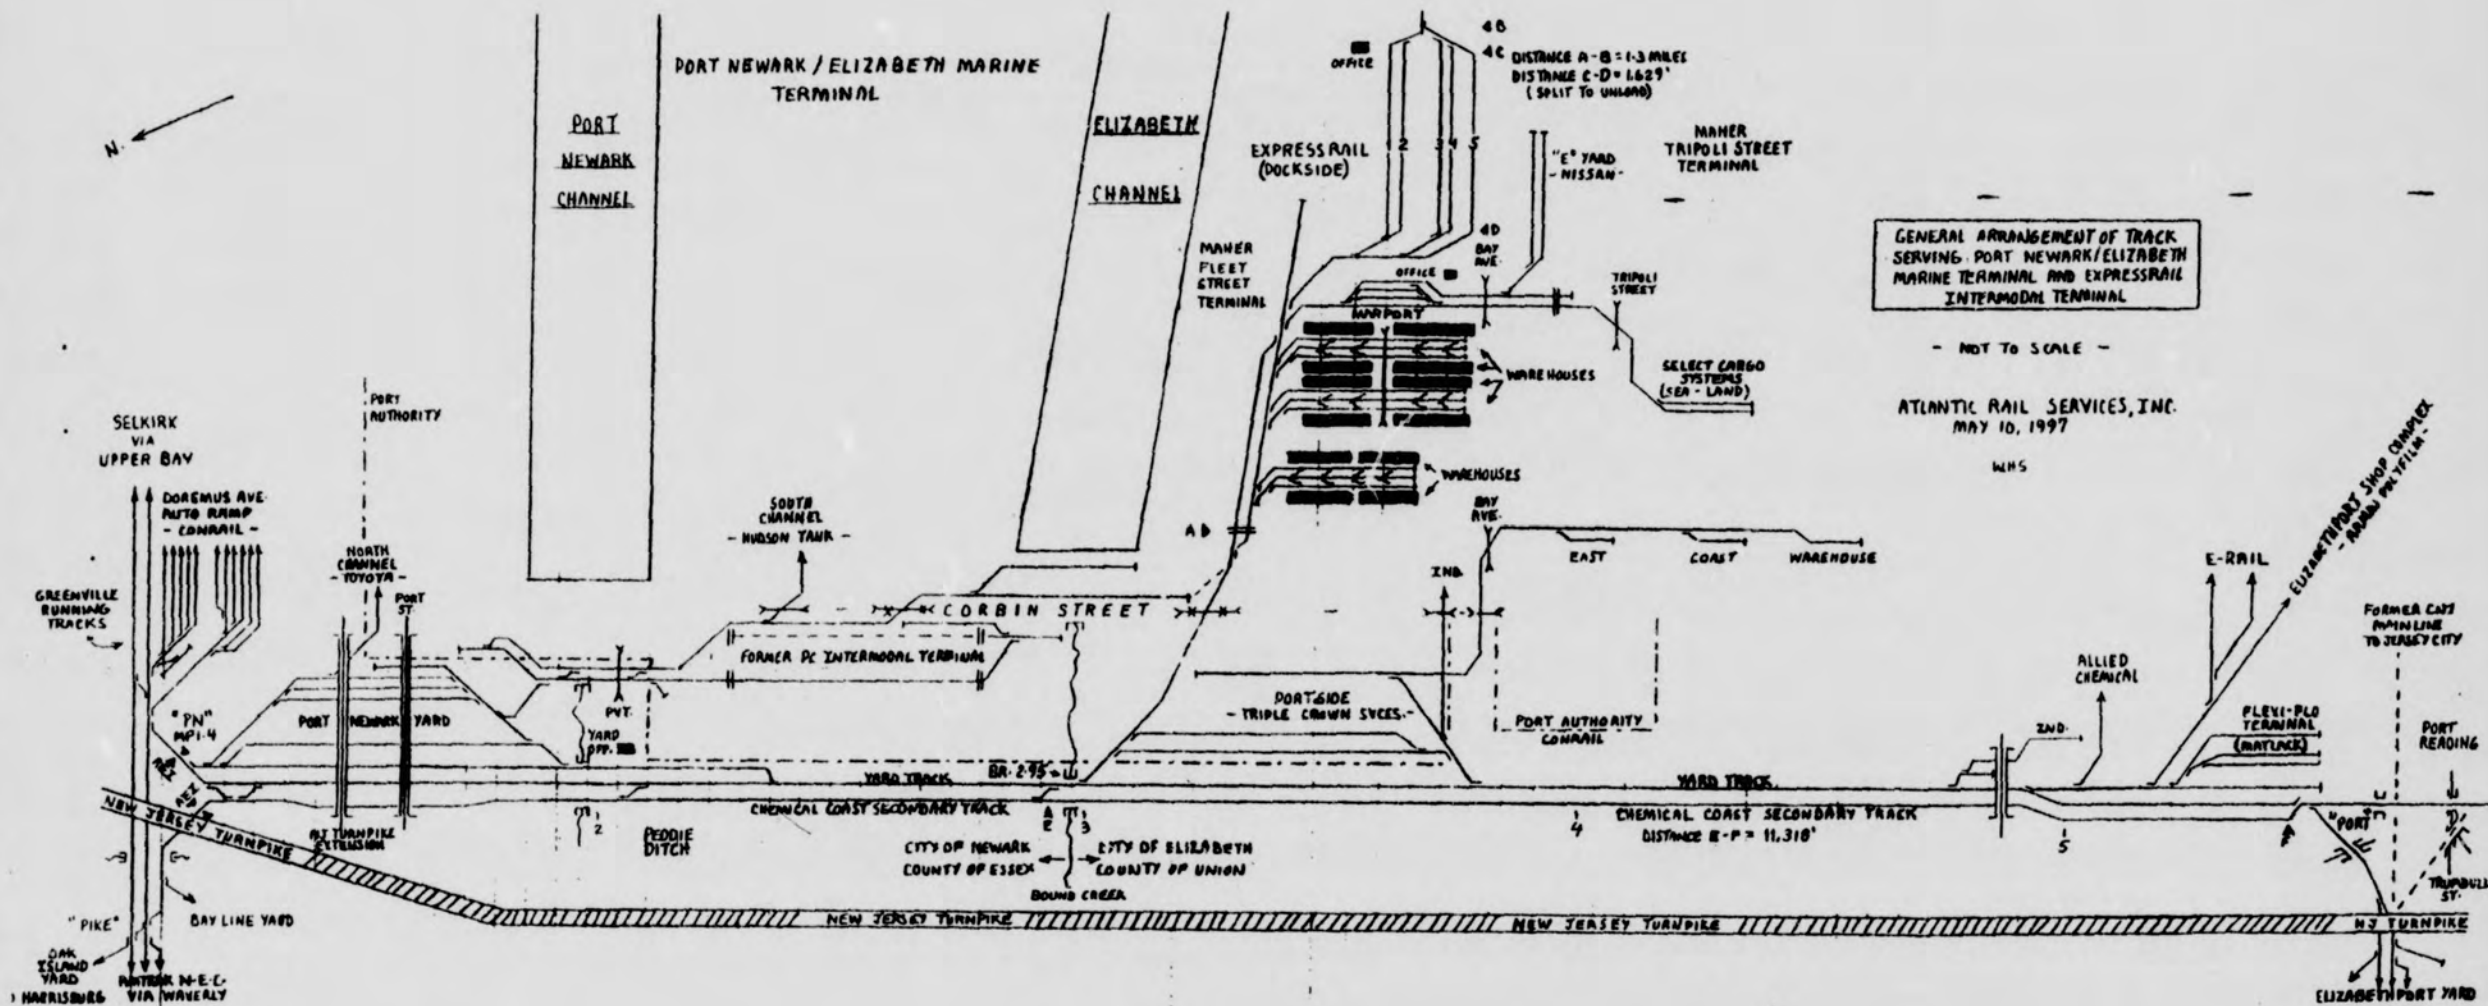 PORT NEWARK / ELIZABETH MARINE
TERMINAL
N.
PORT
NEWARK
CHANNEL
ELIZABETH
CHANNEL
OFFICE
4B
4C
DISTANCE A-B = 1.3 MILES
DISTANCE C-D = 1.629'
(SPLIT TO UNLOAD)
EXPRESSRAIL
(DOCKSIDE)
1 2 3 4 5
"E" YARD
- NISSAN -
MAHER
TRIPOLI STREET
TERMINAL
4D
BAY
AVE.
MAHER
FLEET
STREET
TERMINAL
OFFICE
TRIPOLI
STREET
WAREHOUSES
SELECT CARGO
SYSTEMS
(SEA-LAND)
WAREHOUSES
GENERAL ARRANGEMENT OF TRACK
SERVING PORT NEWARK/ELIZABETH
MARINE TERMINAL AND EXPRESSRAIL
INTERMODAL TERMINAL
- NOT TO SCALE -
ATLANTIC RAIL SERVICES, INC.
MAY 10, 1997
WHS
SELKIRK
VIA
UPPER BAY
PORT
AUTHORITY
DOREMUS AVE.
AUTO RAMP
- CONRAIL -
GREENVILLE
RUNNING
TRACKS
NORTH
CHANNEL
- TOYOTA -
PORT
ST.
SOUTH
CHANNEL
- HUDSON TANK -
CORBIN STREET
FORMER PC INTERMODAL TERMINAL
IND.
BAY
AVE.
EAST
COAST
WAREHOUSE
E-RAIL
ELIZABETHPORT SHOP COMPLEX
FORMER CNJ
MAINLINE
TO JERSEY CITY
ALLIED
CHEMICAL
"PN"
MP1.4
PORT NEWARK YARD
PVT.
YARD
OFF.
PORTSIDE
- TRIPLE CROWN SVCES. -
PORT AUTHORITY
CONRAIL
IND.
FLEXI-FLO
TERMINAL
(MATLACK)
PORT
READING
YARD TRACK
BR. 2.95
YARD TRACK
CHEMICAL COAST SECONDARY TRACK
CHEMICAL COAST SECONDARY TRACK
DISTANCE E-F = 11,318'
NEW JERSEY TURNPIKE
NJ TURNPIKE
EXTENSION
2
PEDDIE
DITCH
E
3
4
5
F
"PORT"
CITY OF NEWARK
COUNTY OF ESSEX
CITY OF ELIZABETH
COUNTY OF UNION
BOUND CREEK
TRUMBULL
ST.
"PIKE"
BAY LINE YARD
NEW JERSEY TURNPIKE
NEW JERSEY TURNPIKE
NJ TURNPIKE
OAK
ISLAND
YARD
HARRISBURG
AMTRAK N-E-C
VIA WAVERLY
ELIZABETHPORT YARD